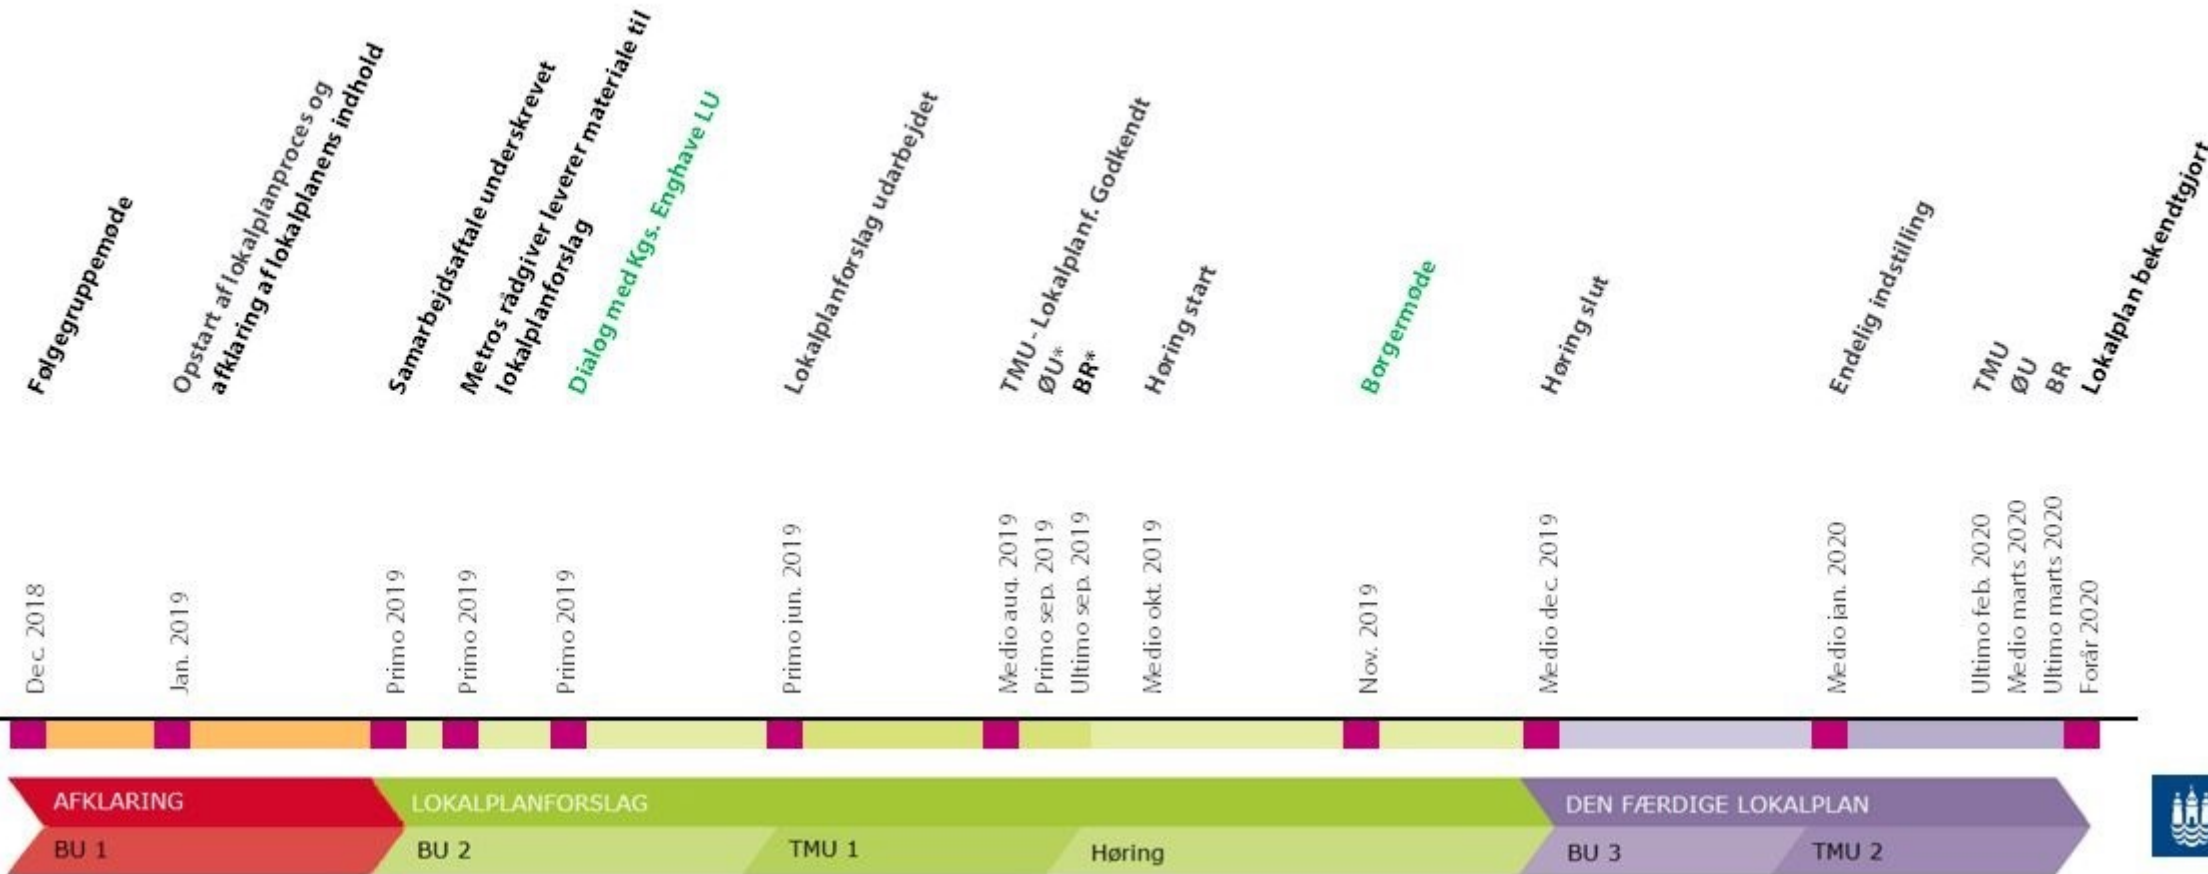 Følgegruppemøde
Opstart af lokalplanproces og
afklaring af lokalplanens indhold
Samarbejdsaftale underskrevet
Metros rådgiver leverer materiale til
lokalplanforslag
Dialog med Kgs. Enghave LU
Lokalplanforslag udarbejdet
TMU - Lokalplanf. Godkendt
ØU*
BR*
Høring start
Borgermøde
Høring slut
Endelig indstilling
TMU
ØU
BR
Lokalplan bekendtgjort
Dec. 2018
Jan. 2019
Primo 2019
Primo 2019
Primo 2019
Primo jun. 2019
Medio aug. 2019
Primo sep. 2019
Ultimo sep. 2019
Medio okt. 2019
Nov. 2019
Medio dec. 2019
Medio jan. 2020
Ultimo feb. 2020
Medio marts 2020
Ultimo marts 2020
Forår 2020
AFKLARING
LOKALPLANFORSLAG
DEN FÆRDIGE LOKALPLAN
BU 1
BU 2
TMU 1
Høring
BU 3
TMU 2